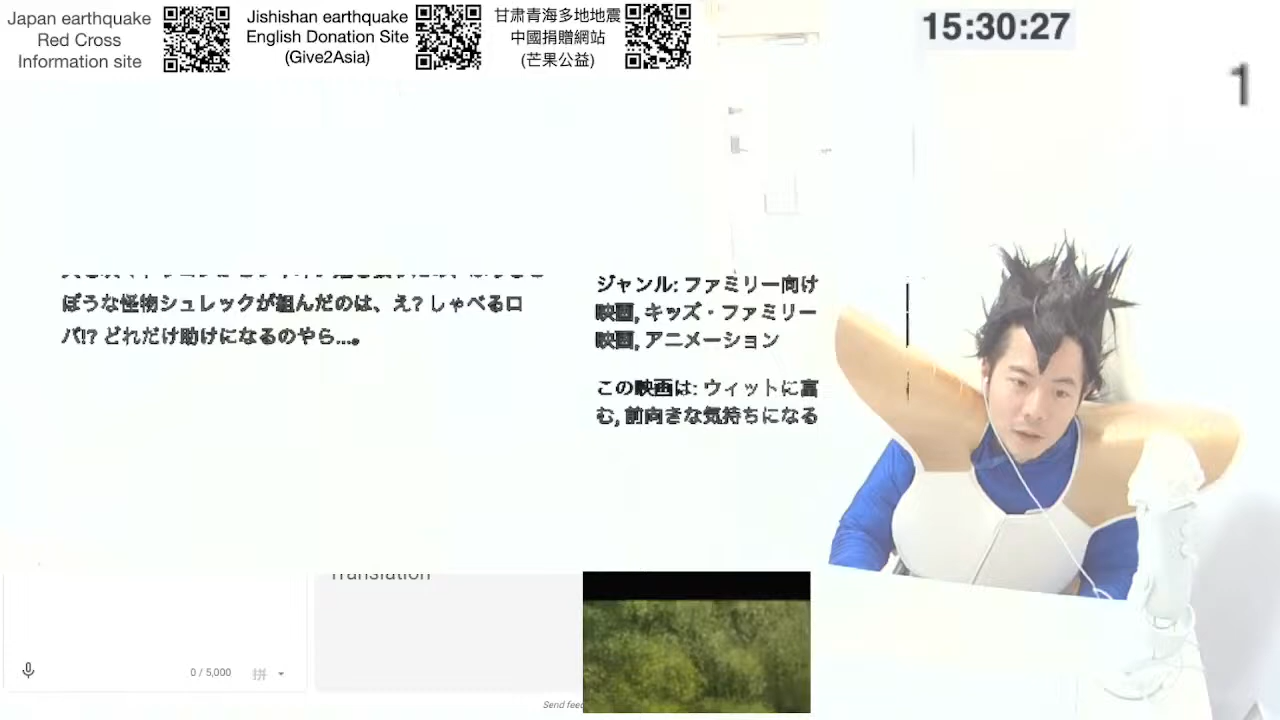 Japan earthquake
Red Cross
Information site
Jishishan earthquake
English Donation Site
(Give2Asia)
甘肃青海多地地震
中國捐贈網站
(芒果公益)
15:30:27
1
ぼうな怪物シュレックが組んだのは、え? しゃべるロ
バ!? どれだけ助けになるのやら...。
ジャンル: ファミリー向け
映画, キッズ・ファミリー
映画, アニメーション
この映画は: ウィットに富
む, 前向きな気持ちになる
Translation
0 / 5,000
拼
Send feed